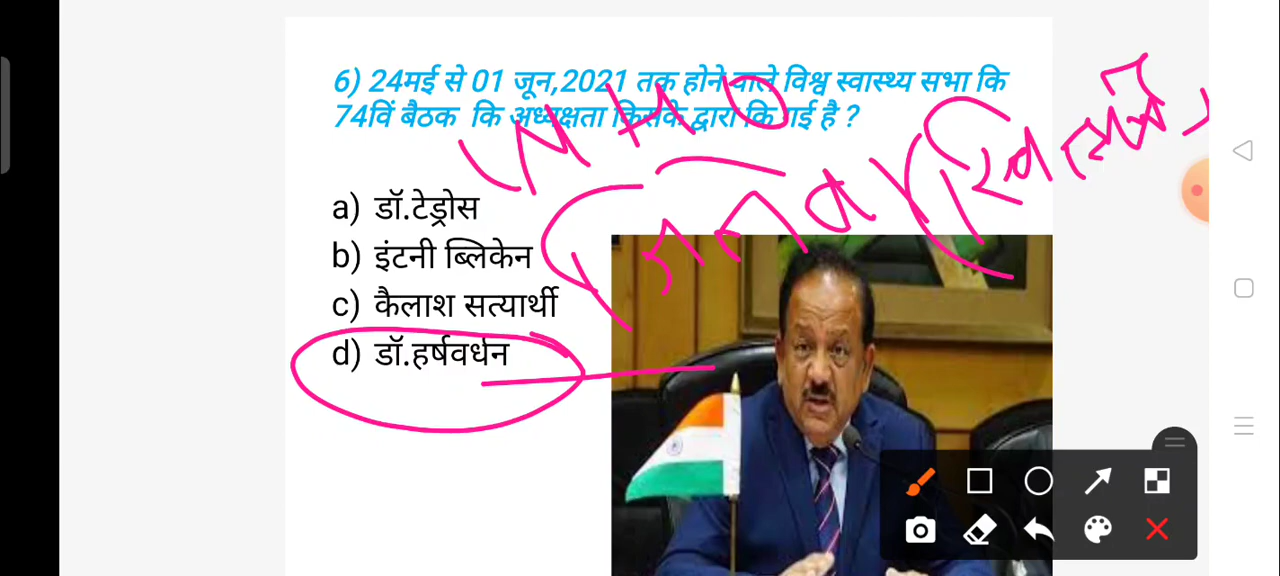 6) 24मई से 01 जून,2021 तक होने वाले विश्व स्वास्थ्य सभा कि
74विं बैठक कि अध्यक्षता किसके द्वारा कि गई है ?
WHO
a) डॉ.टेड्रोस
b) इंटनी ब्लिकेन
c) कैलाश सत्यार्थी
d) डॉ.हर्षवर्धन